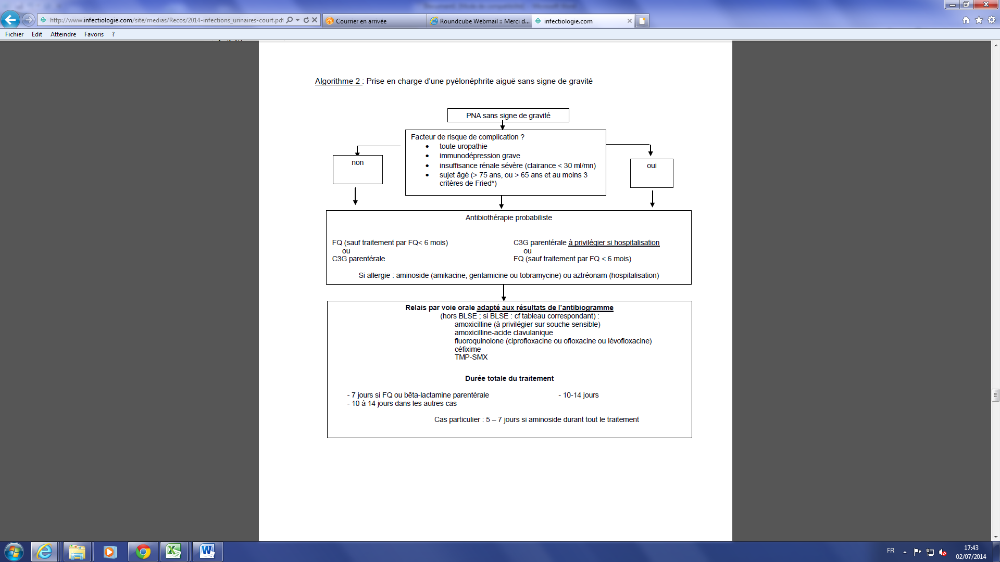 http://www.infectiologie.com/site/medias/Recos/2014-infections_urinaires-court.pdf
Courrier en arrivée
Roundcube Webmail :: Merci d...
infectiologie.com
Fichier Edit Atteindre Favoris ?
Algorithme 2 : Prise en charge d’une pyélonéphrite aiguë sans signe de gravité
PNA sans signe de gravité
Facteur de risque de complication ?
• toute uropathie
• immunodépression grave
• insuffisance rénale sévère (clairance < 30 ml/mn)
• sujet âgé (> 75 ans, ou > 65 ans et au moins 3
critères de Fried*)
non
oui
Antibiothérapie probabiliste
FQ (sauf traitement par FQ< 6 mois)
ou
C3G parentérale
C3G parentérale à privilégier si hospitalisation
ou
FQ (sauf traitement par FQ < 6 mois)
Si allergie : aminoside (amikacine, gentamicine ou tobramycine) ou aztréonam (hospitalisation)
Relais par voie orale adapté aux résultats de l’antibiogramme
(hors BLSE ; si BLSE : cf tableau correspondant) :
amoxicilline (à privilégier sur souche sensible)
amoxicilline-acide clavulanique
fluoroquinolone (ciprofloxacine ou ofloxacine ou lévofloxacine)
céfixime
TMP-SMX
Durée totale du traitement
- 7 jours si FQ ou bêta-lactamine parentérale
- 10 à 14 jours dans les autres cas
- 10-14 jours
Cas particulier : 5 – 7 jours si aminoside durant tout le traitement
FR
17:43
02/07/2014